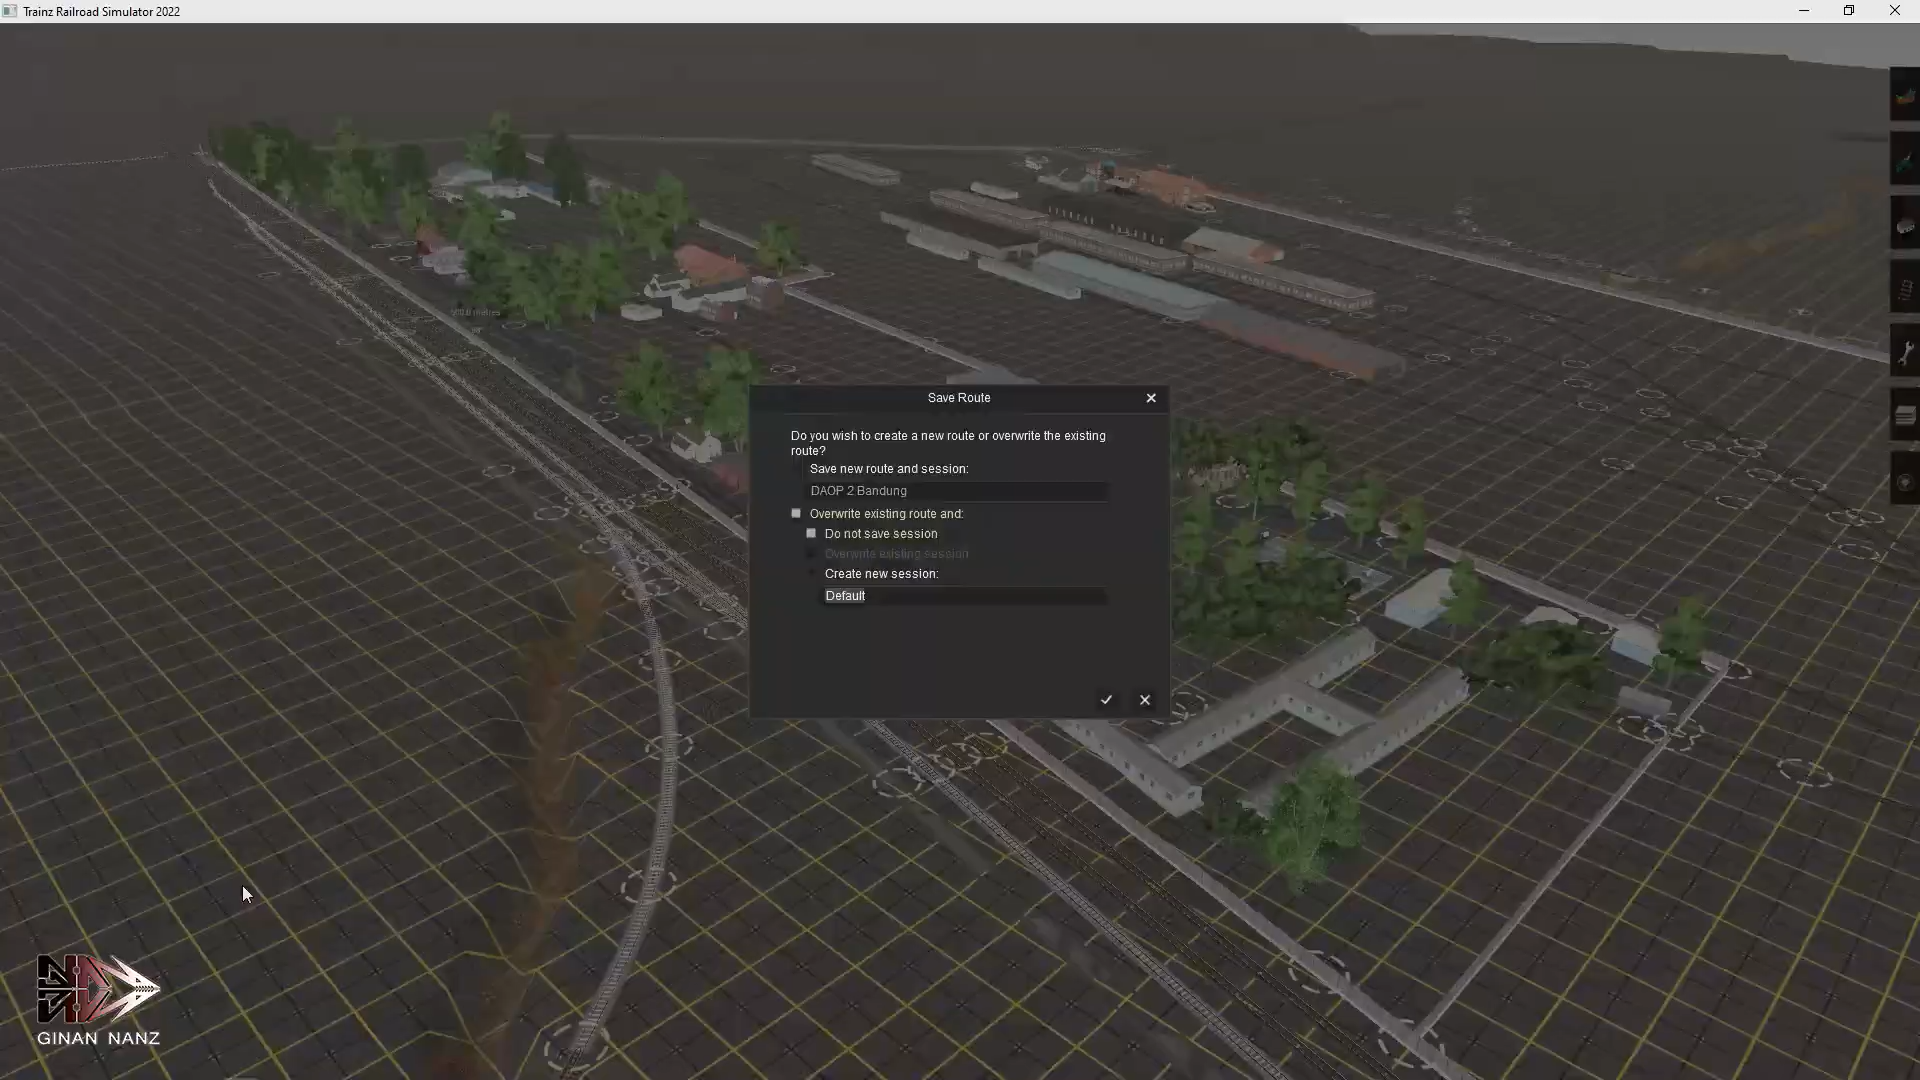 Trainz Railroad Simulator 2022
Save Route
Do you wish to create a new route or overwrite the existing
route?
Save new route and session:
DAOP 2 Bandung
Overwrite existing route and:
Do not save session
Overwrite existing session
Create new session:
Default
GINAN NANZ